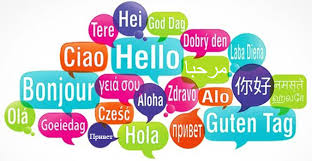 Tere
Hei
God Dag
Dobrý den
Laba Diena
Ciao
Hello
مرحبا
Bonjour
γειά σου
Aloha
Zdravo
Alo
你好
नमस्ते
Olá
Goeiedag
Cześć
Hola
привет
Guten Tag
Привет